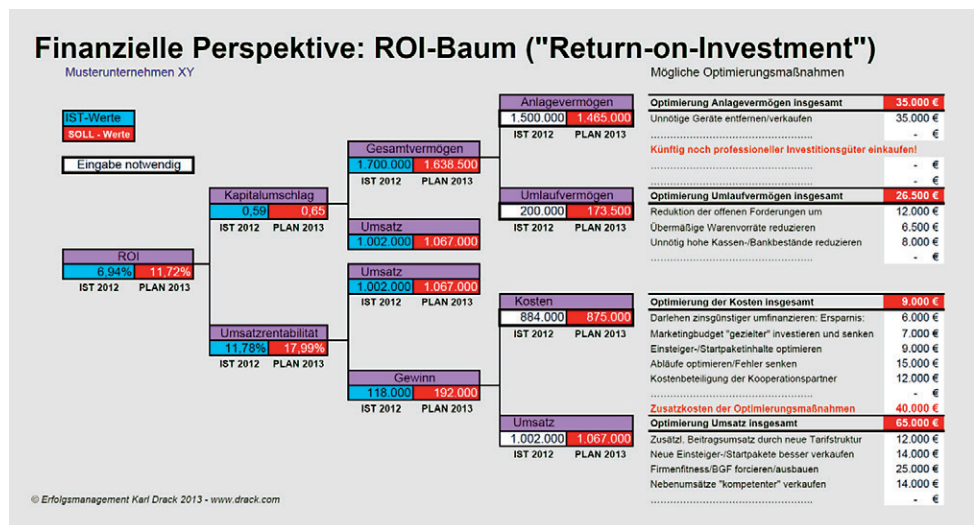 Finanzielle Perspektive: ROI-Baum ("Return-on-Investment")
Musterunternehmen XY
Mögliche Optimierungsmaßnahmen
IST-Werte
SOLL - Werte
Eingabe notwendig
ROI
6,94% 11,72%
IST 2012 PLAN 2013
Kapitalumschlag
0,59 0,65
IST 2012 PLAN 2013
Umsatzrentabilität
11,78% 17,99%
IST 2012 PLAN 2013
Gesamtvermögen
1.700.000 1.638.500
IST 2012 PLAN 2013
Umsatz
1.002.000 1.067.000
Umsatz
1.002.000 1.067.000
IST 2012 PLAN 2013
Gewinn
118.000 192.000
IST 2012 PLAN 2013
Anlagevermögen
1.500.000 1.465.000
IST 2012 PLAN 2013
Umlaufvermögen
200.000 173.500
IST 2012 PLAN 2013
Kosten
884.000 875.000
IST 2012 PLAN 2013
Umsatz
1.002.000 1.067.000
IST 2012 PLAN 2013
Optimierung Anlagevermögen insgesamt 35.000 €
Unnötige Geräte entfernen/verkaufen 35.000 €
........................................................ - €
Künftig noch professioneller Investitionsgüter einkaufen!
........................................................ - €
........................................................ - €
Optimierung Umlaufvermögen insgesamt 26.500 €
Reduktion der offenen Forderungen um 12.000 €
Übermäßige Warenvorräte reduzieren 6.500 €
Unnötig hohe Kassen-/Bankbestände reduzieren 8.000 €
........................................................ - €
Optimierung der Kosten insgesamt 9.000 €
Darlehen zinsgünstiger umfinanzieren: Ersparnis: 6.000 €
Marketingbudget "gezielter" investieren und senken 7.000 €
Einsteiger-/Startpaketinhalte optimieren 9.000 €
Abläufe optimieren/Fehler senken 15.000 €
Kostenbeteiligung der Kooperationspartner 12.000 €
........................................................ - €
Zusatzkosten der Optimierungsmaßnahmen 40.000 €
Optimierung Umsatz insgesamt 65.000 €
Zusätzl. Beitragsumsatz durch neue Tarifstruktur 12.000 €
Neue Einsteiger-/Startpakete besser verkaufen 14.000 €
Firmenfitness/BGF forcieren/ausbauen 25.000 €
Nebenumsätze "kompetenter" verkaufen 14.000 €
........................................................ - €
© Erfolgsmanagement Karl Drack 2013 - www.drack.com